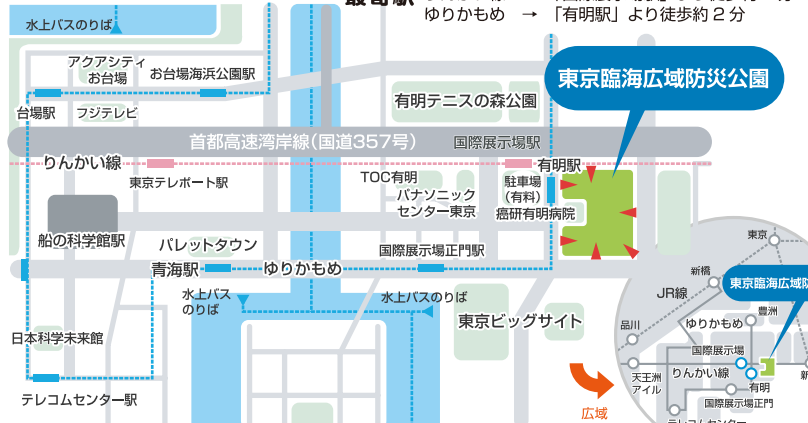 最寄駅
ゆりかもめ → 「有明駅」より徒歩約2分
水上バスのりば
アクアシティ
お台場
お台場海浜公園駅
台場駅
フジテレビ
有明テニスの森公園
東京臨海広域防災公園
首都高速湾岸線(国道357号)
国際展示場駅
りんかい線
有明駅
東京テレポート駅
TOC有明
パナソニック
センター東京
駐車場
(有料)
癌研有明病院
船の科学館駅
パレットタウン
国際展示場正門駅
青海駅
ゆりかもめ
水上バス
のりば
水上バスのりば
東京ビッグサイト
日本科学未来館
テレコムセンター駅
広域
東京
新橋
東京臨海広域防
JR線
豊洲
ゆりかもめ
品川
国際展示場
りんかい線
天王洲
アイル
有明
国際展示場正門
新
テレコムセンター